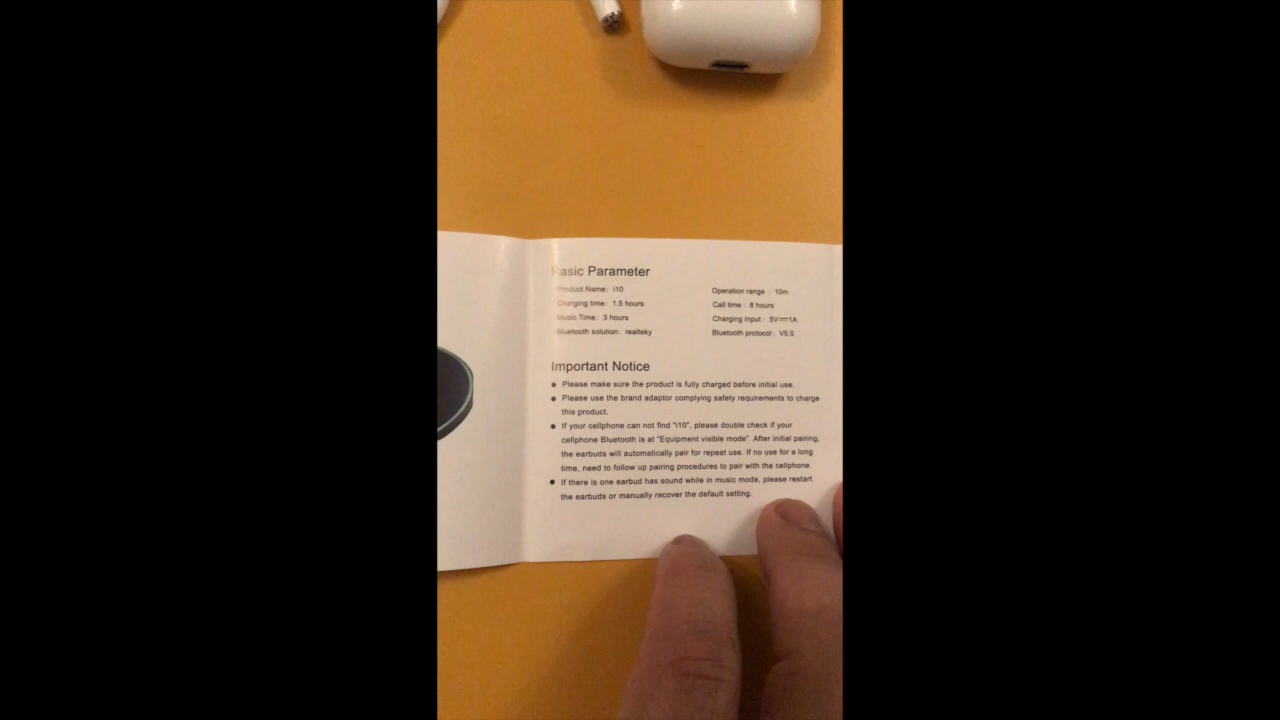 Basic Parameter
Product Name: i10
Operation range : 10m
Charging time: 1.5 hours
Call time : 8 hours
Music Time: 3 hours
Charging Input : 5V⎓1A
Bluetooth solution: realteky
Bluetooth protocol: V5.0
Important Notice
● Please make sure the product is fully charged before initial use.
● Please use the brand adaptor complying safety requirements to charge
this product.
● If your cellphone can not find "i10", please double check if your
cellphone Bluetooth is at "Equipment visible mode". After initial pairing,
the earbuds will automatically pair for repeat use. If no use for a long
time, need to follow up pairing procedures to pair with the cellphone.
● If there is one earbud has sound while in music mode, please restart
the earbuds or manually recover the default setting.